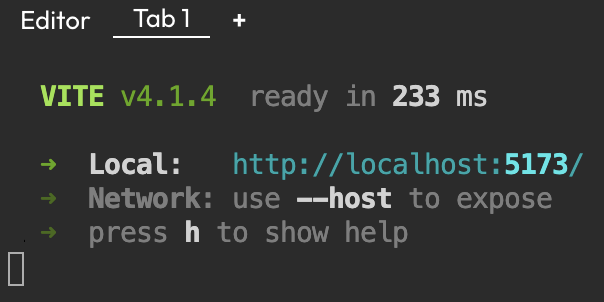 Editor Tab 1 +
VITE v4.1.4 ready in 233 ms
➜ Local: http://localhost:5173/
➜ Network: use --host to expose
➜ press h to show help